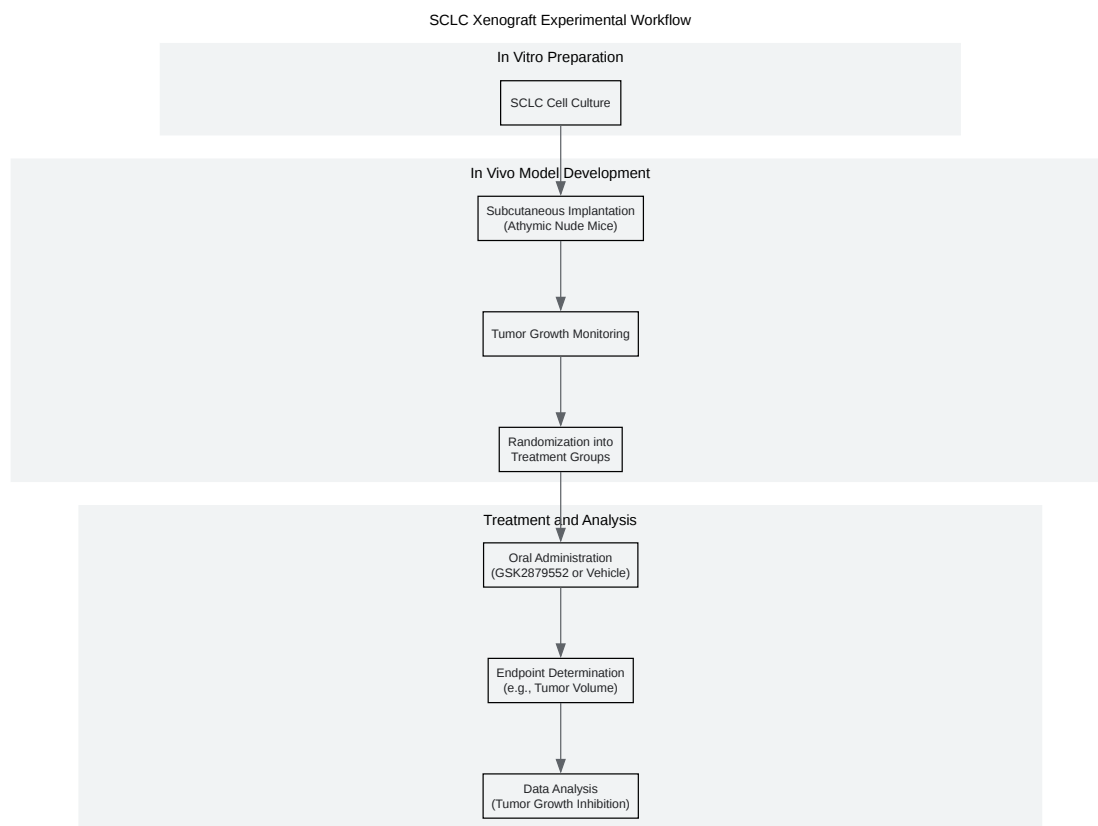 SCLC Xenograft Experimental Workflow
In Vitro Preparation
SCLC Cell Culture
In Vivo Model Development
Subcutaneous Implantation
(Athymic Nude Mice)
Tumor Growth Monitoring
Randomization into
Treatment Groups
Treatment and Analysis
Oral Administration
(GSK2879552 or Vehicle)
Endpoint Determination
(e.g., Tumor Volume)
Data Analysis
(Tumor Growth Inhibition)